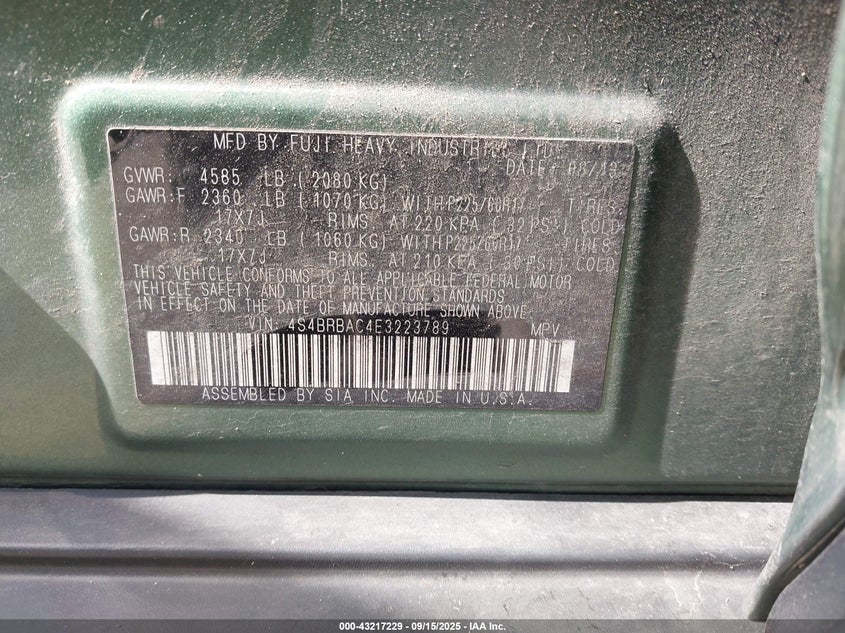 MFD BY FUJI HEAVY INDUSTRIES LTD.
DATE: 08/13
GVWR: 4585 LB ( 2080 KG)
GAWR:F 2360 LB ( 1070 KG) WITH P225/60R17 TIRES
17X7J RIMS AT 220 KPA ( 32 PSI) COLD
GAWR:R 2340 LB ( 1060 KG) WITH P225/60R17 TIRES
17X7J RIMS AT 210 KPA ( 30 PSI) COLD
THIS VEHICLE CONFORMS TO ALL APPLICABLE FEDERAL MOTOR
VEHICLE SAFETY AND THEFT PREVENTION STANDARDS
IN EFFECT ON THE DATE OF MANUFACTURE SHOWN ABOVE.
VIN 4S4BRBAC4E3223789 MPV
ASSEMBLED BY SIA INC. MADE IN U.S.A.
000-43217229 - 09/15/2025 - IAA Inc.